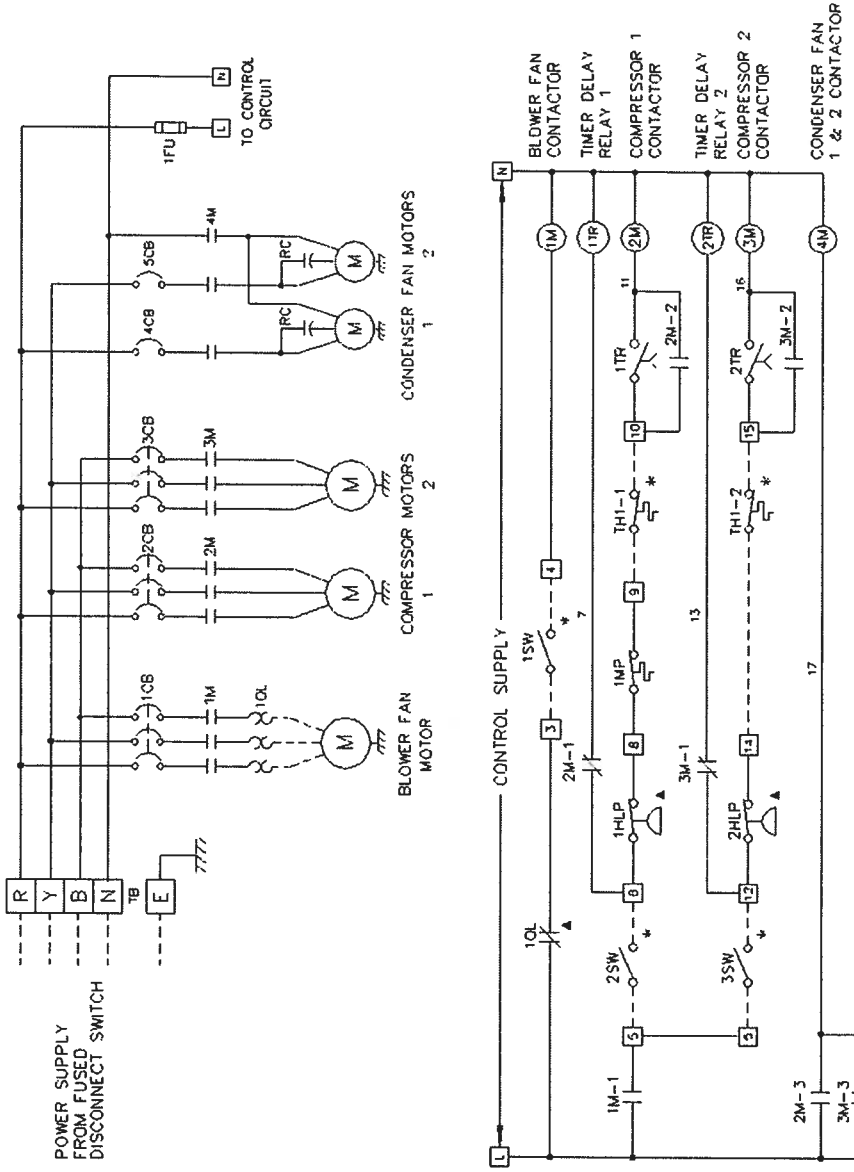 POWER SUPPLY
FROM FUSED
DISCONNECT SWITCH
R
Y
B
N
TB
E
1CB
1M
1OL
M
BLOWER FAN
MOTOR
2CB
2M
M
3CB
3M
M
COMPRESSOR MOTORS
1
2
4CB
5CB
4M
RC
M
RC
M
CONDENSER FAN MOTORS
1
2
1FU
L
N
TO CONTROL
CIRCUIT
L
CONTROL SUPPLY
N
1OL
3
1SW
*
4
1M
BLOWER FAN
CONTACTOR
2M-1
7
1TR
TIMER DELAY
RELAY 1
1M-1
5
2SW
*
8
1HLP
8
1MP
9
TH1-1
*
10
1TR
2M-2
11
2M
COMPRESSOR 1
CONTACTOR
3M-1
13
2TR
TIMER DELAY
RELAY 2
5
3SW
*
12
2HLP
14
TH1-2
*
15
2TR
3M-2
16
3M
COMPRESSOR 2
CONTACTOR
2M-3
3M-3
17
4M
CONDENSER FAN
1 & 2 CONTACTOR